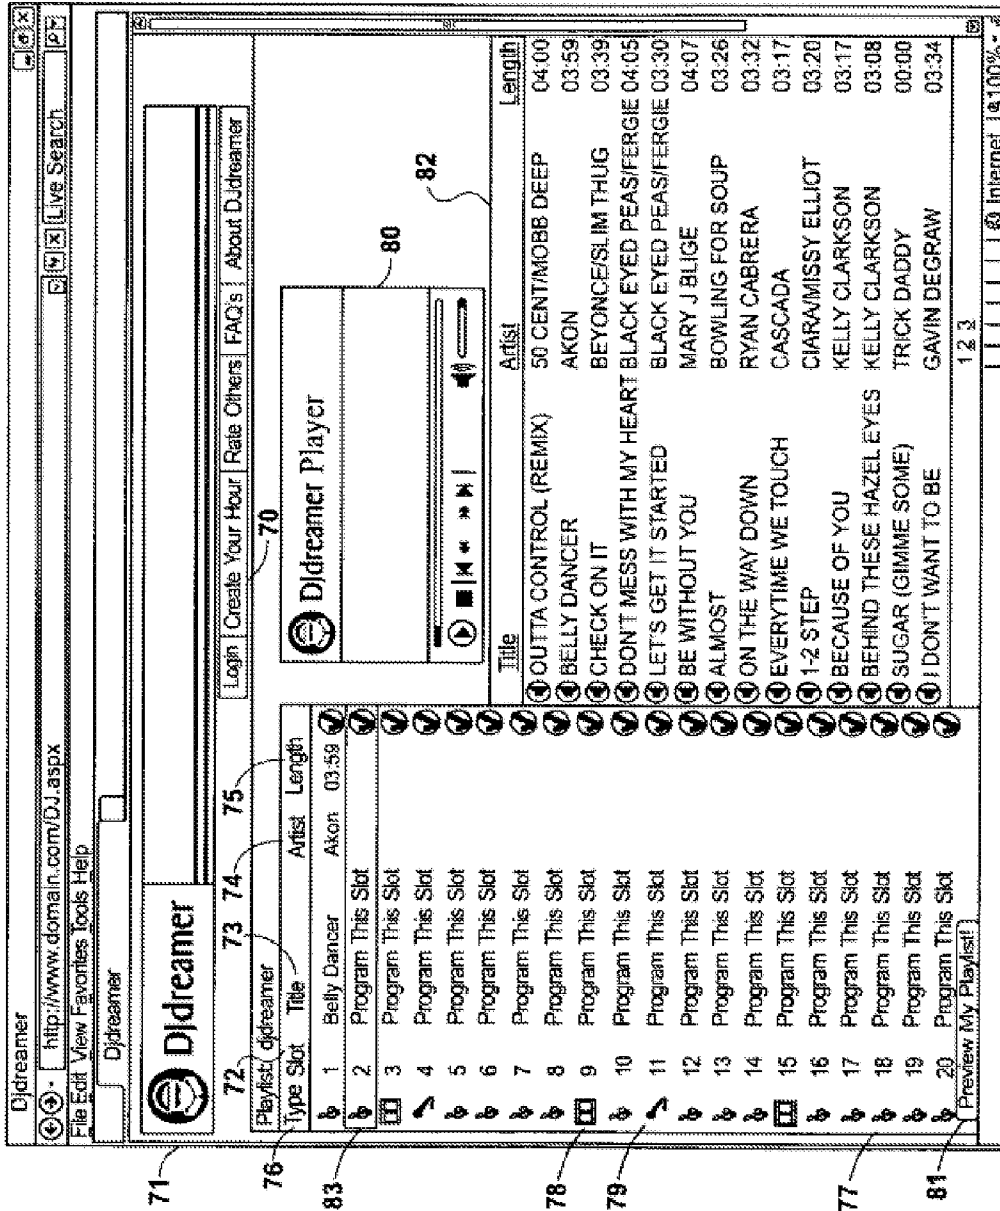 Djdreamer
http://www.domain.com/DJ.aspx
Live Search
File Edit View Favorites Tools Help
Djdreamer
71
DJdreamer
Login | Create Your Hour | Rate Others | FAQ's | About DJdreamer
70
72
73
74
75
Playlist: djdreamer
76
Type Slot Title Artist Length
1 Belly Dancer Akon 03:59
83
2 Program This Slot
3 Program This Slot
4 Program This Slot
5 Program This Slot
6 Program This Slot
7 Program This Slot
8 Program This Slot
78
9 Program This Slot
10 Program This Slot
79
11 Program This Slot
12 Program This Slot
13 Program This Slot
14 Program This Slot
15 Program This Slot
16 Program This Slot
77
17 Program This Slot
18 Program This Slot
19 Program This Slot
20 Program This Slot
81
Preview My Playlist!
DJdreamer Player
80
82
Title Artist Length
OUTTA CONTROL (REMIX) 50 CENT/MOBB DEEP 04:00
BELLY DANCER AKON 03:59
CHECK ON IT BEYONCE/SLIM THUG 03:39
DON'T MESS WITH MY HEART BLACK EYED PEAS/FERGIE 04:05
LET'S GET IT STARTED BLACK EYED PEAS/FERGIE 03:30
BE WITHOUT YOU MARY J BLIGE 04:07
ALMOST BOWLING FOR SOUP 03:26
ON THE WAY DOWN RYAN CABRERA 03:32
EVERYTIME WE TOUCH CASCADA 03:17
1-2 STEP CIARA/MISSY ELLIOT 03:20
BECAUSE OF YOU KELLY CLARKSON 03:17
BEHIND THESE HAZEL EYES KELLY CLARKSON 03:08
SUGAR (GIMME SOME) TRICK DADDY 00:00
I DON'T WANT TO BE GAVIN DEGRAW 03:34
1 2 3
Internet 100%